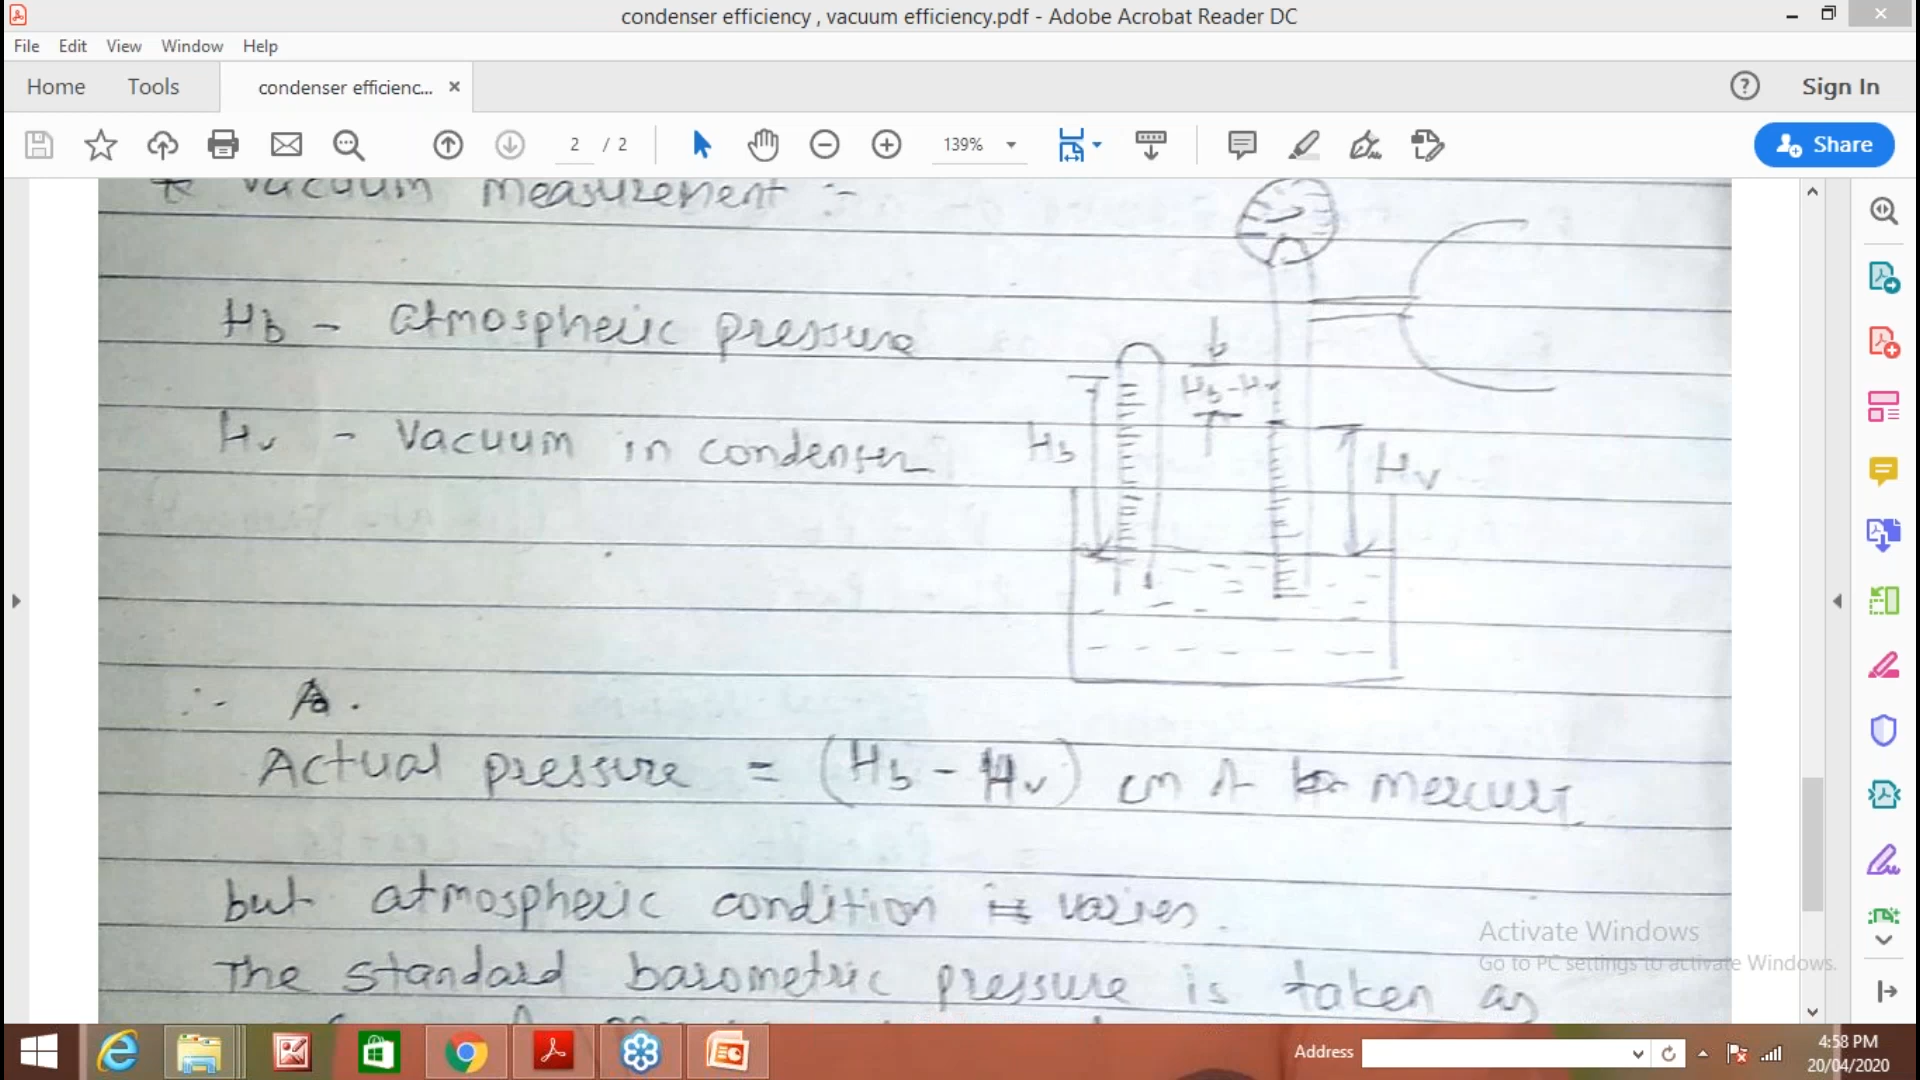 condenser efficiency , vacuum efficiency.pdf - Adobe Acrobat Reader DC
File Edit View Window Help
Home Tools condenser efficienc... Sign In
2 / 2 139% Share
* vacuum measurement :-
Hb - atmospheric pressure
Hb-Hv
Hv - Vacuum in condenser
Hb
Hv
∴
Actual pressure = (Hb - Hv) cm of mercury
but atmospheric condition varies.
Activate Windows
Go to PC settings to activate Windows.
The standard barometric pressure is taken as
Address
4:58 PM
20/04/2020